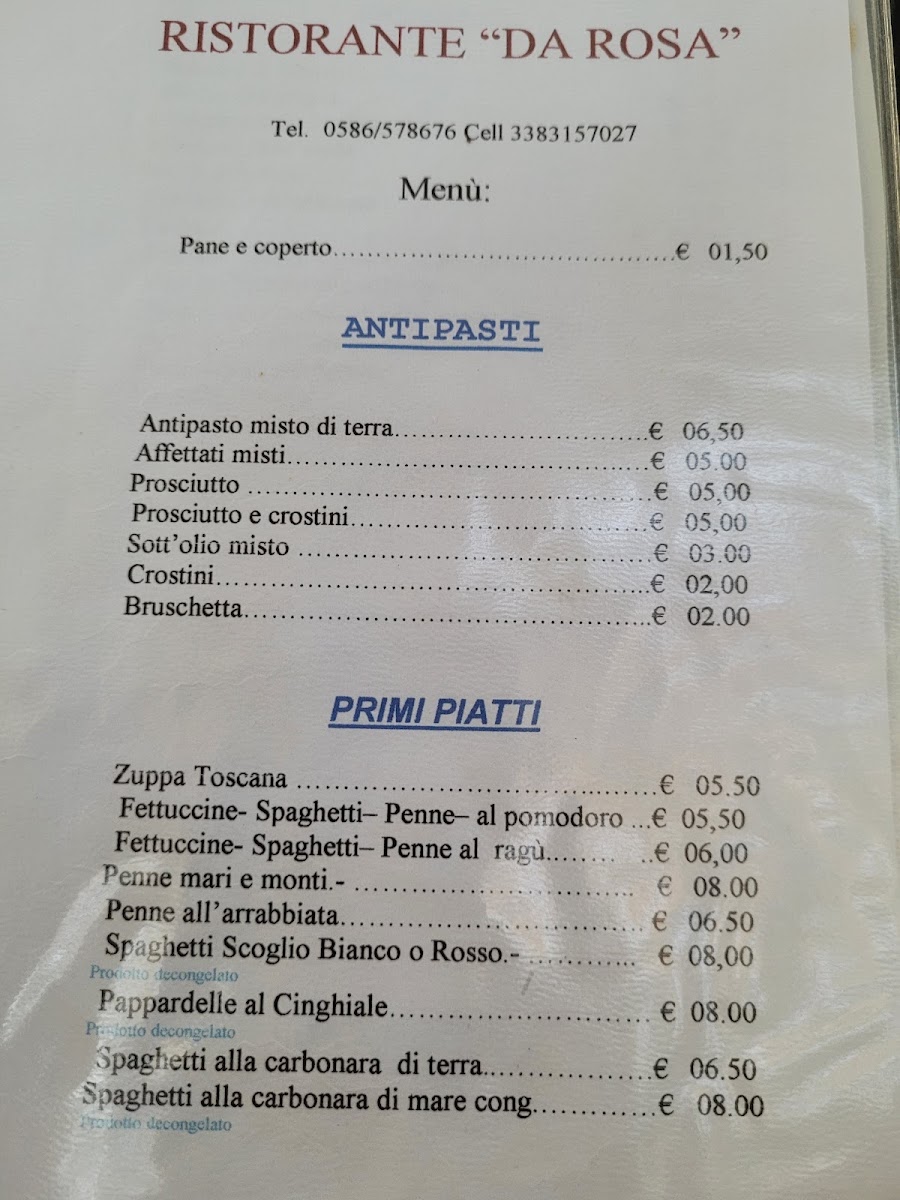 RISTORANTE “DA ROSA”
Tel. 0586/578676 Cell 3383157027
Menù:
Pane e coperto.........................................€ 01,50
ANTIPASTI
Antipasto misto di terra..............................€ 06,50
Affettati misti...........................................€ 05.00
Prosciutto ................................................€ 05,00
Prosciutto e crostini...................................€ 05,00
Sott’olio misto ..........................................€ 03.00
Crostini....................................................€ 02,00
Bruschetta................................................€ 02.00
PRIMI PIATTI
Zuppa Toscana ...........................................€ 05.50
Fettuccine- Spaghetti– Penne– al pomodoro ...€ 05,50
Fettuccine- Spaghetti– Penne al ragù........ ..€ 06,00
Penne mari e monti.- ................................. € 08.00
Penne all’arrabbiata.................................... € 06.50
Spaghetti Scoglio Bianco o Rosso.- ............. € 08,00
Prodotto decongelato
Pappardelle al Cinghiale............................... € 08.00
Prodotto decongelato
Spaghetti alla carbonara di terra....................€ 06.50
Spaghetti alla carbonara di mare cong.............€ 08.00
Prodotto decongelato